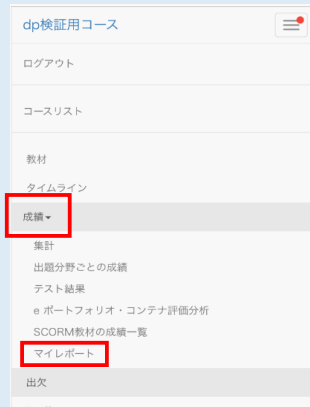 dp検証用コース
ログアウト
コースリスト
教材
タイムライン
成績
集計
出題分野ごとの成績
テスト結果
e ポートフォリオ・コンテナ評価分析
SCORM教材の成績一覧
マイレポート
出欠